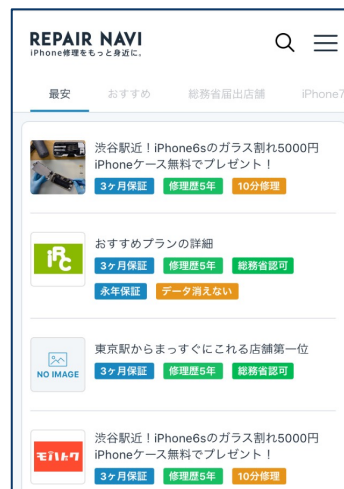 REPAIR NAVI
iPhone修理をもっと身近に。
最安 おすすめ 総務省届出店舗 iPhone7
渋谷駅近！iPhone6sのガラス割れ5000円
iPhoneケース無料でプレゼント！
3ヶ月保証 修理歴5年 10分修理
iRC
おすすめプランの詳細
3ヶ月保証 修理歴5年 総務省認可
永年保証 データ消えない
NO IMAGE
東京駅からまっすぐにこれる店舗第一位
3ヶ月保証 修理歴5年 総務省認可
モバトク
渋谷駅近！iPhone6sのガラス割れ5000円
iPhoneケース無料でプレゼント！
3ヶ月保証 修理歴5年 10分修理